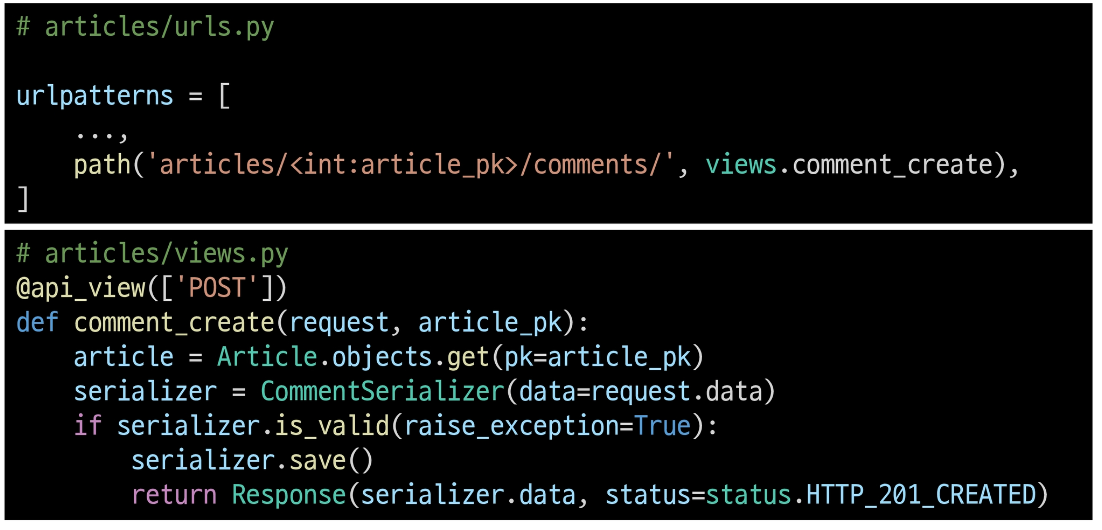 # articles/urls.py
urlpatterns = [
    ...,
    path('articles/<int:article_pk>/comments/', views.comment_create),
]
# articles/views.py
@api_view(['POST'])
def comment_create(request, article_pk):
    article = Article.objects.get(pk=article_pk)
    serializer = CommentSerializer(data=request.data)
    if serializer.is_valid(raise_exception=True):
        serializer.save()
        return Response(serializer.data, status=status.HTTP_201_CREATED)